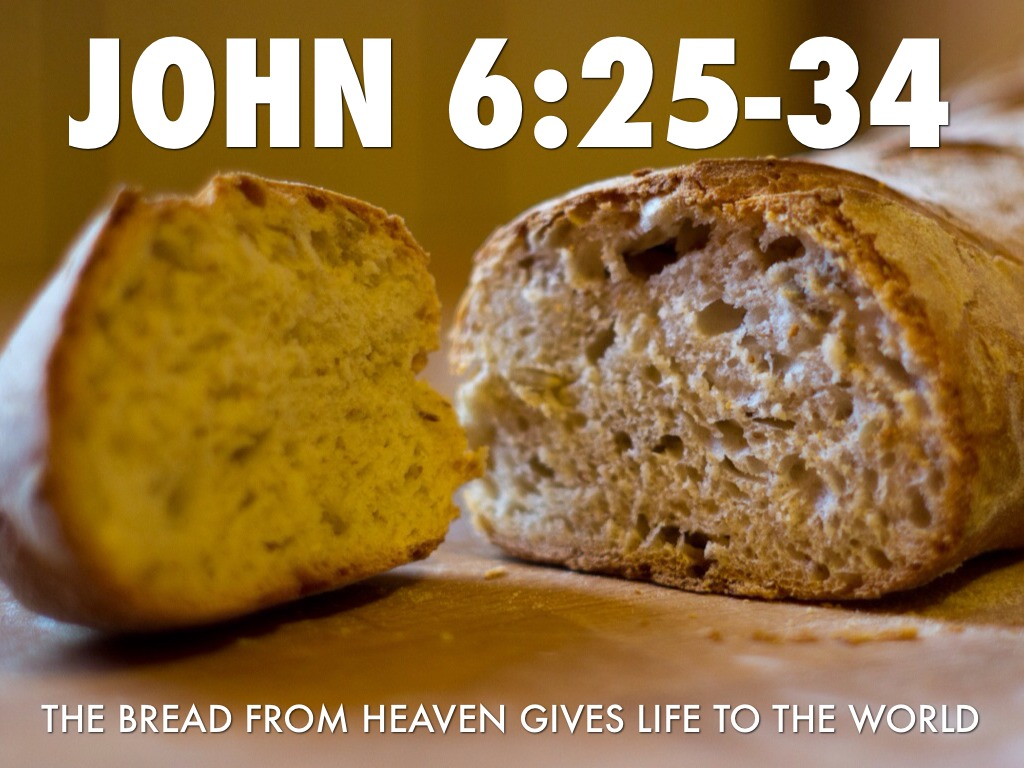 JOHN 6:25-34
THE BREAD FROM HEAVEN GIVES LIFE TO THE WORLD